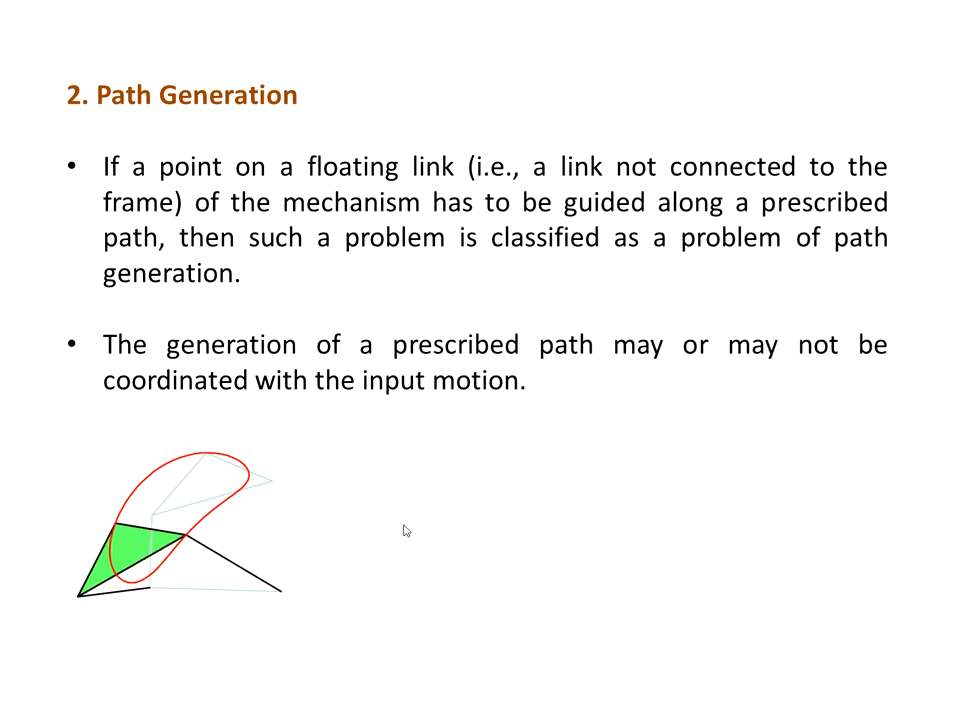 2. Path Generation
• If a point on a floating link (i.e., a link not connected to the
frame) of the mechanism has to be guided along a prescribed
path, then such a problem is classified as a problem of path
generation.
• The generation of a prescribed path may or may not be
coordinated with the input motion.